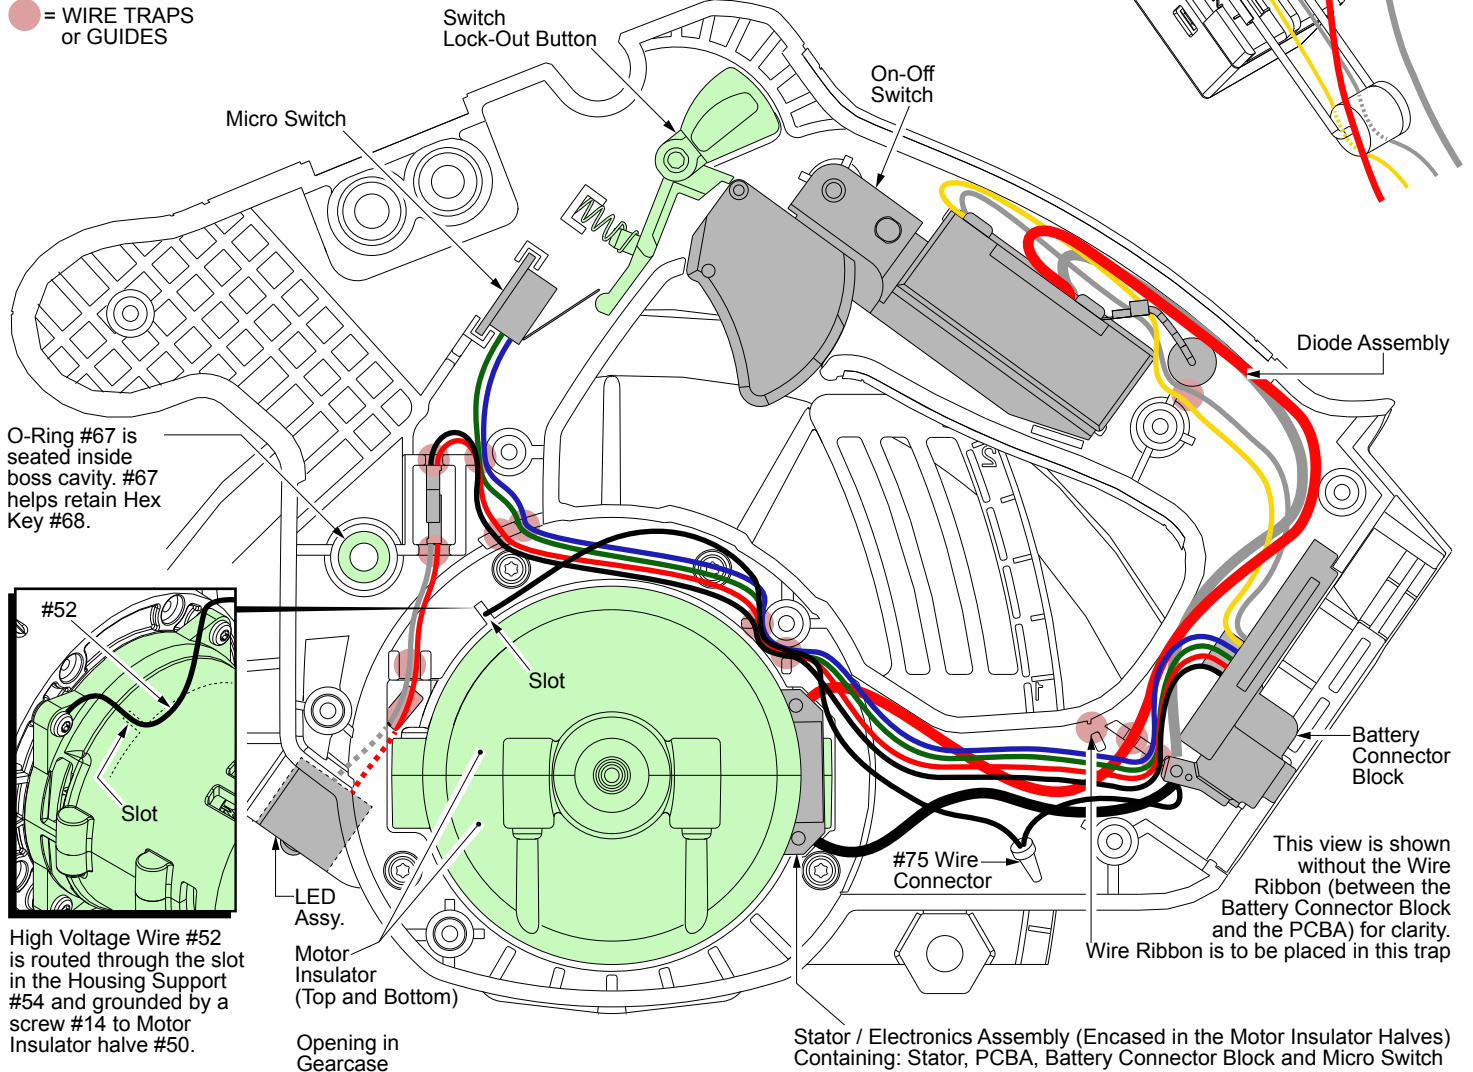 = WIRE TRAPS
or GUIDES
Switch
Lock-Out Button
On-Off
Switch
Micro Switch
Diode Assembly
O-Ring #67 is
seated inside
boss cavity. #67
helps retain Hex
Key #68.
#52
Slot
Slot
Battery
Connector
Block
#75 Wire
Connector
This view is shown
without the Wire
Ribbon (between the
Battery Connector Block
and the PCBA) for clarity.
Wire Ribbon is to be placed in this trap
LED
Assy.
High Voltage Wire #52
is routed through the slot
in the Housing Support
#54 and grounded by a
screw #14 to Motor
Insulator halve #50.
Motor
Insulator
(Top and Bottom)
Opening in
Gearcase
Stator / Electronics Assembly (Encased in the Motor Insulator Halves)
Containing: Stator, PCBA, Battery Connector Block and Micro Switch